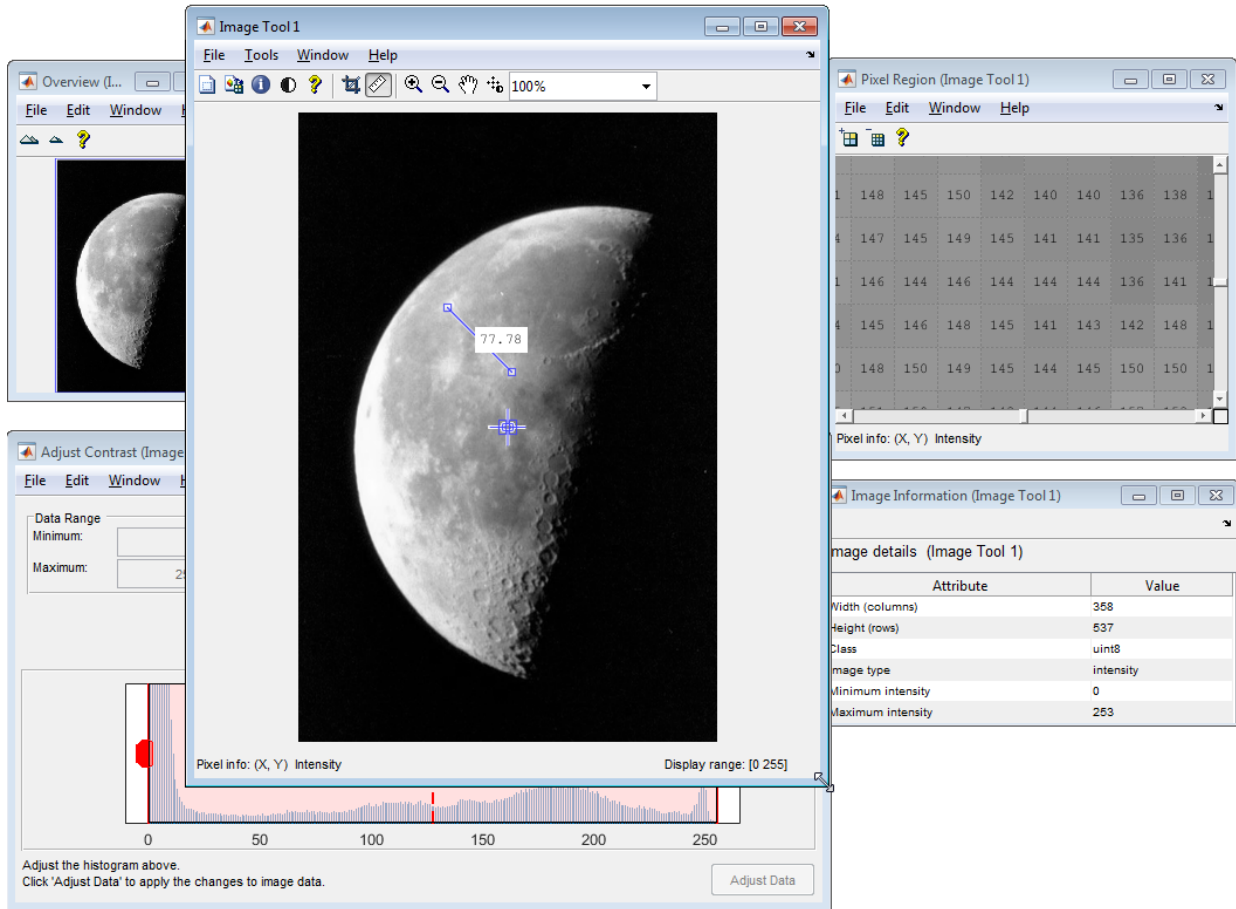 Image Tool 1
File Tools Window Help
100%
77.78
Pixel info: (X, Y) Intensity
Display range: [0 255]
Overview (I...
File Edit Window
Pixel Region (Image Tool 1)
File Edit Window Help
148 145 150 142 140 140 136 138
147 145 149 145 141 141 135 136
146 144 146 144 144 144 136 141
145 146 148 145 141 143 142 148
148 150 149 145 144 145 150 150
Pixel info: (X, Y) Intensity
Adjust Contrast (Image
File Edit Window
Data Range
Minimum:
Maximum:
0 50 100 150 200 250
Adjust the histogram above.
Click 'Adjust Data' to apply the changes to image data.
Adjust Data
Image Information (Image Tool 1)
mage details (Image Tool 1)
Attribute Value
Width (columns) 358
Height (rows) 537
Class uint8
mage type intensity
Minimum intensity 0
Maximum intensity 253